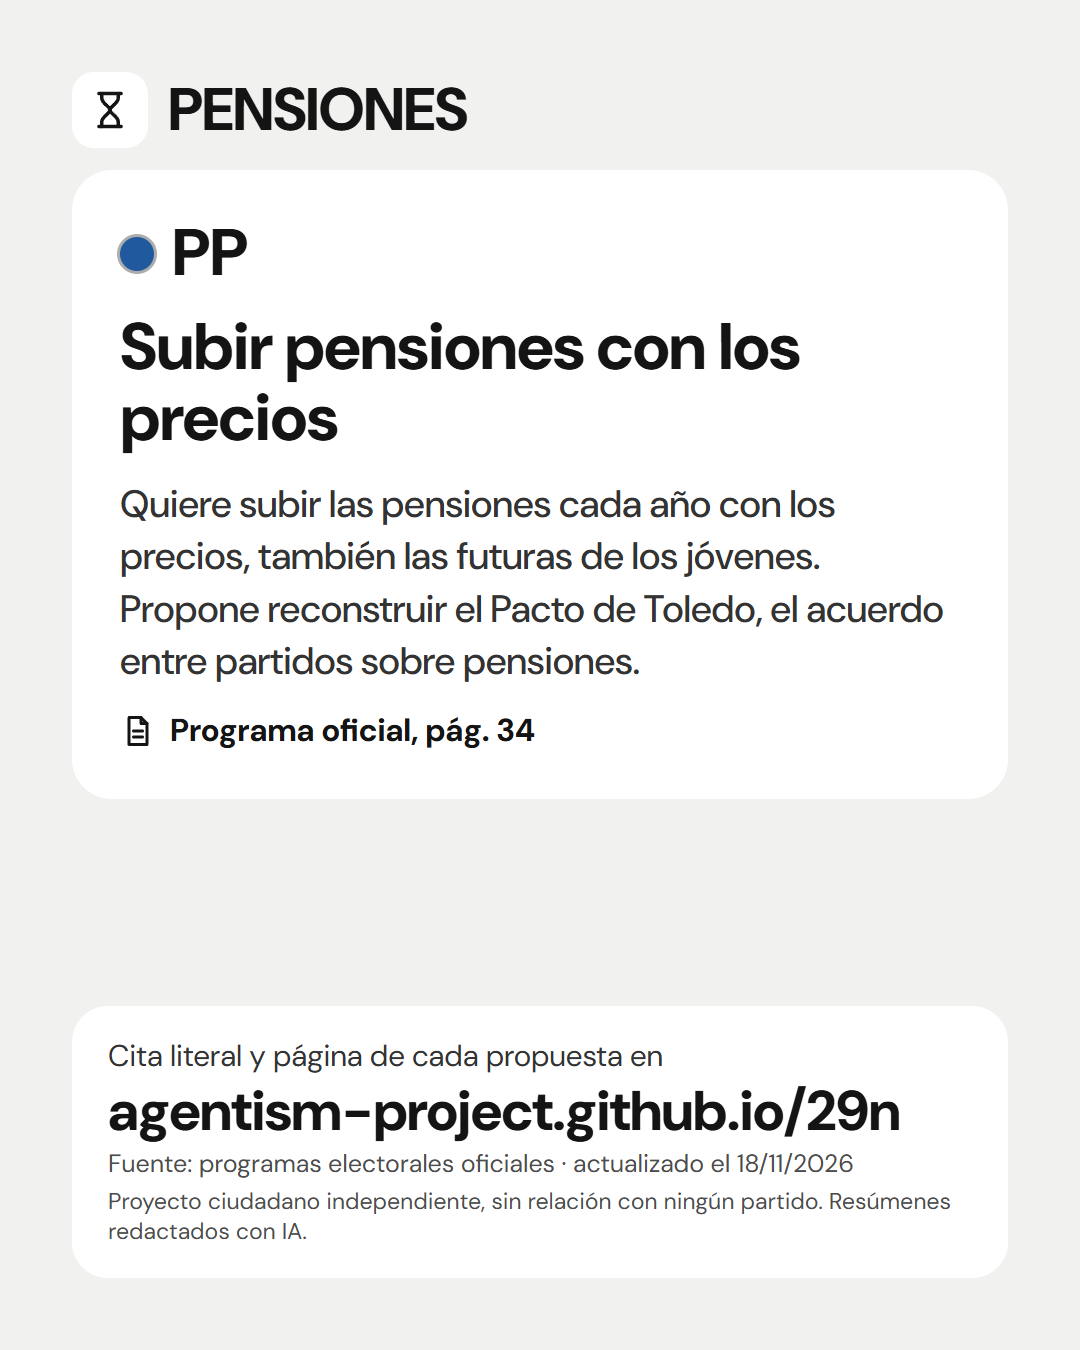 PENSIONES
PP
Subir pensiones con los
precios
Quiere subir las pensiones cada año con los
precios, también las futuras de los jóvenes.
Propone reconstruir el Pacto de Toledo, el acuerdo
entre partidos sobre pensiones.
Programa oficial, pág. 34
Cita literal y página de cada propuesta en
agentism-project.github.io/29n
Fuente: programas electorales oficiales · actualizado el 18/11/2026
Proyecto ciudadano independiente, sin relación con ningún partido. Resúmenes
redactados con IA.